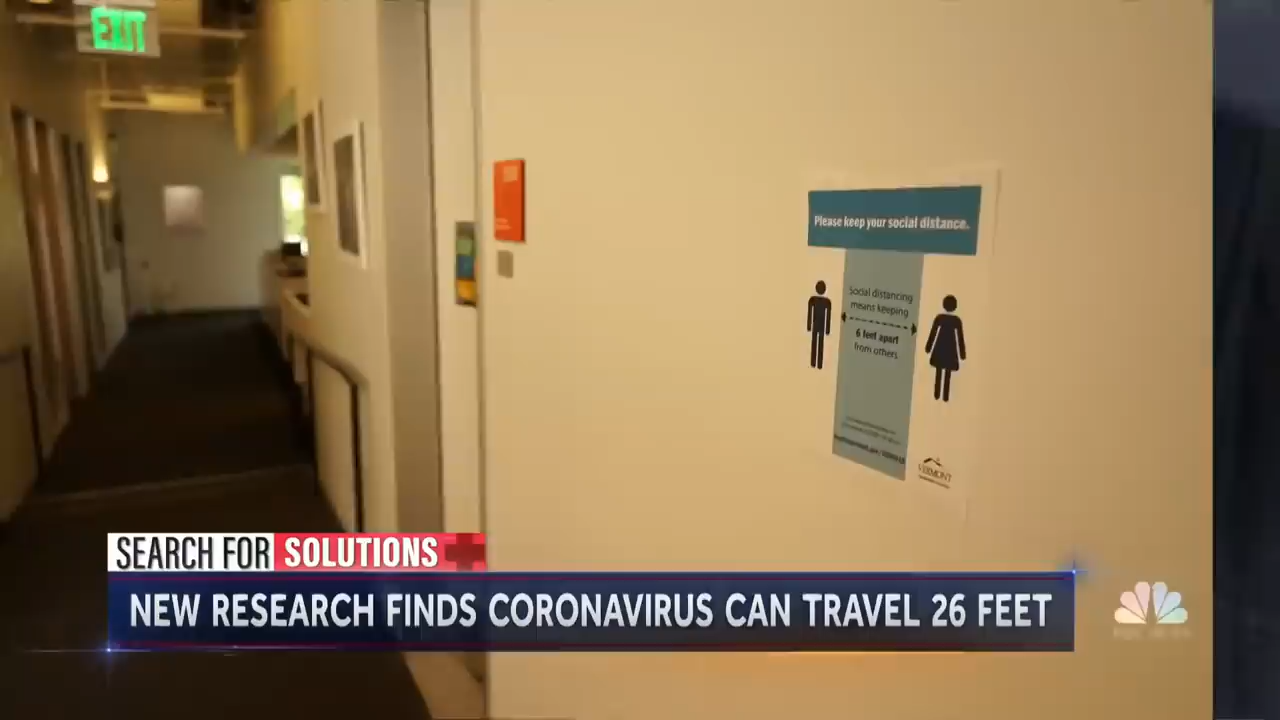 EXIT
Please keep your social distance.
Social distancing
means keeping
6 feet apart
from others
VERMONT
SEARCH FOR SOLUTIONS
NEW RESEARCH FINDS CORONAVIRUS CAN TRAVEL 26 FEET